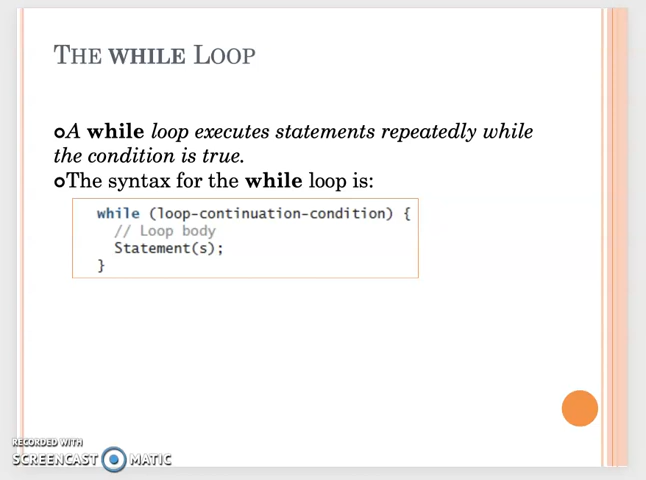 THE WHILE LOOP
A while loop executes statements repeatedly while
the condition is true.
The syntax for the while loop is:
while (loop-continuation-condition) {
// Loop body
Statement(s);
}
RECORDED WITH
SCREENCAST MATIC